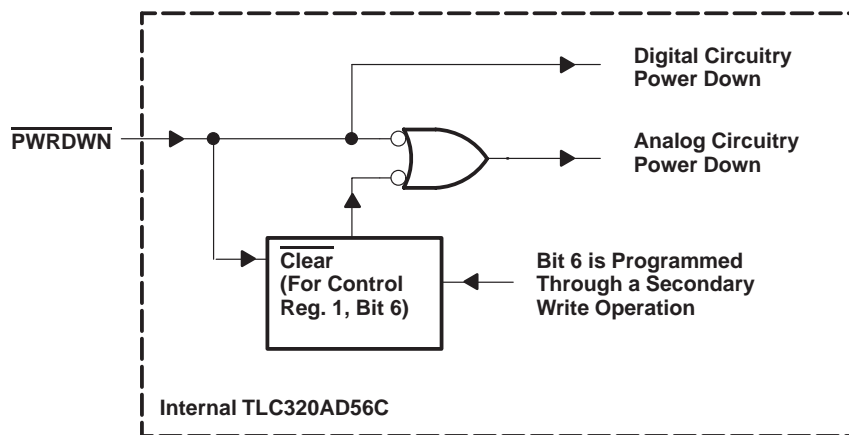 Digital Circuitry
Power Down
PWRDWN
Analog Circuitry
Power Down
Clear
(For Control
Reg. 1, Bit 6)
Bit 6 is Programmed
Through a Secondary
Write Operation
Internal TLC320AD56C